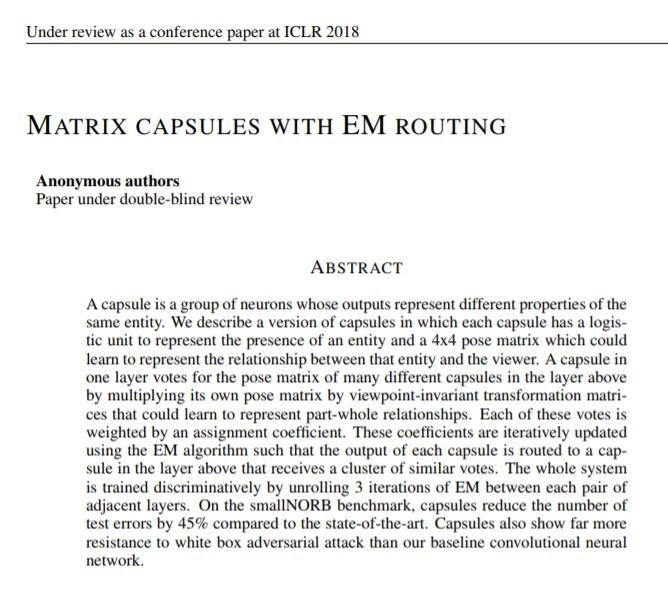 Under review as a conference paper at ICLR 2018
MATRIX CAPSULES WITH EM ROUTING
Anonymous authors
Paper under double-blind review
ABSTRACT
A capsule is a group of neurons whose outputs represent different properties of the
same entity. We describe a version of capsules in which each capsule has a logis-
tic unit to represent the presence of an entity and a 4x4 pose matrix which could
learn to represent the relationship between that entity and the viewer. A capsule in
one layer votes for the pose matrix of many different capsules in the layer above
by multiplying its own pose matrix by viewpoint-invariant transformation matri-
ces that could learn to represent part-whole relationships. Each of these votes is
weighted by an assignment coefficient. These coefficients are iteratively updated
using the EM algorithm such that the output of each capsule is routed to a cap-
sule in the layer above that receives a cluster of similar votes. The whole system
is trained discriminatively by unrolling 3 iterations of EM between each pair of
adjacent layers. On the smallNORB benchmark, capsules reduce the number of
test errors by 45% compared to the state-of-the-art. Capsules also show far more
resistance to white box adversarial attack than our baseline convolutional neural
network.